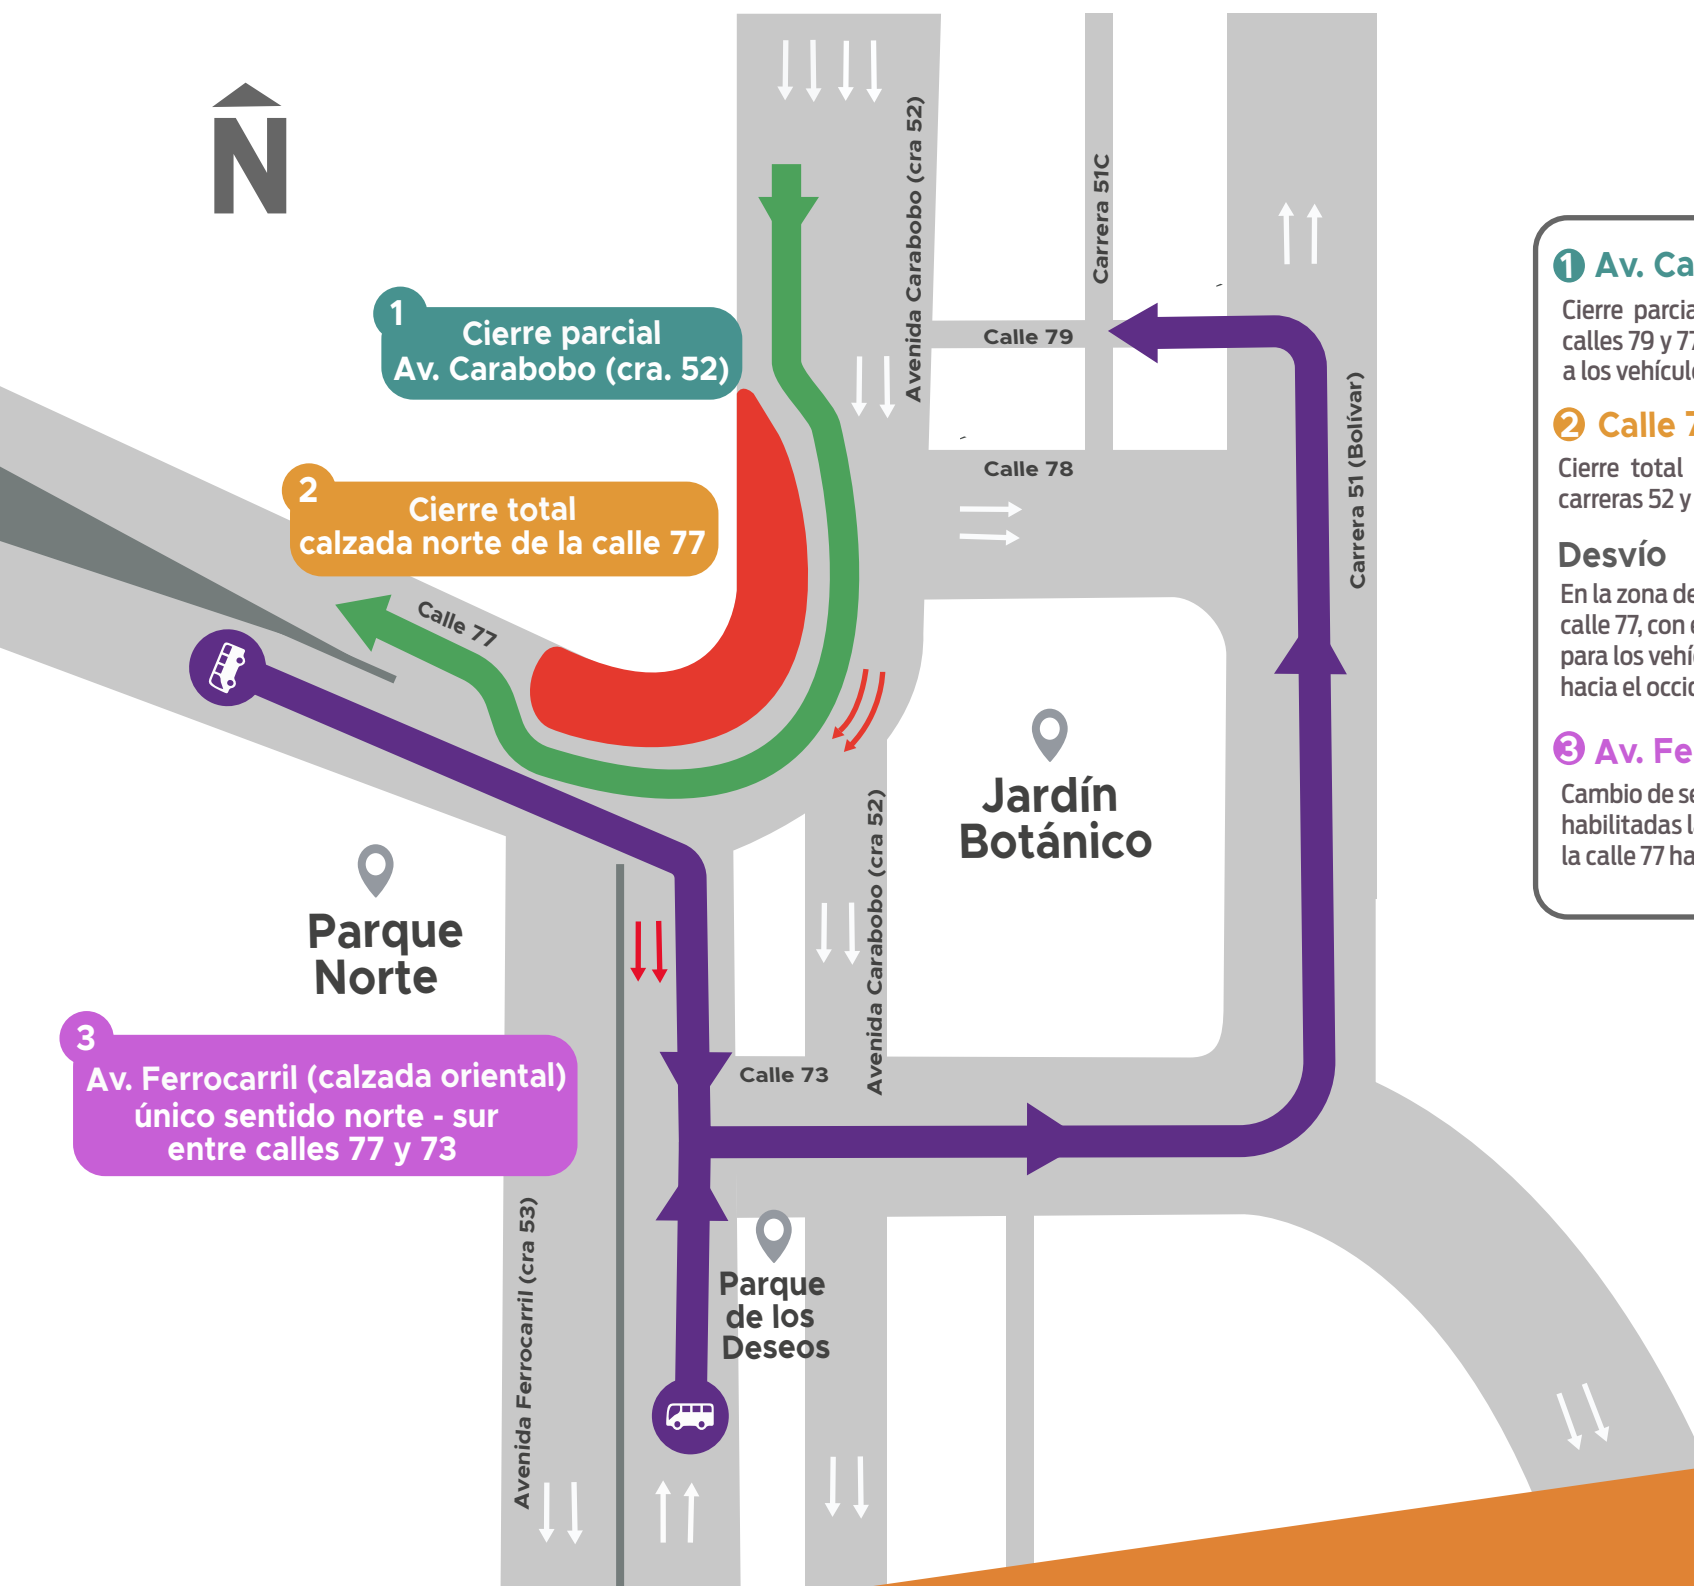 N
Avenida Carabobo (cra 52)
Carrera 51C
1
Cierre parcial
Av. Carabobo (cra. 52)
Calle 79
Carrera 51 (Bolívar)
2
Cierre total
calzada norte de la calle 77
Calle 78
Calle 77
Jardín
Botánico
Avenida Carabobo (cra 52)
Parque
Norte
3
Av. Ferrocarril (calzada oriental)
único sentido norte - sur
entre calles 77 y 73
Calle 73
Avenida Ferrocarril (cra 53)
Parque
de los
Deseos
1 Av. Ca
Cierre parcia
calles 79 y 77
a los vehícul
2 Calle 7
Cierre total
carreras 52 y
Desvío
En la zona de
calle 77, con
para los vehí
hacia el occi
3 Av. Fe
Cambio de se
habilitadas l
la calle 77 ha